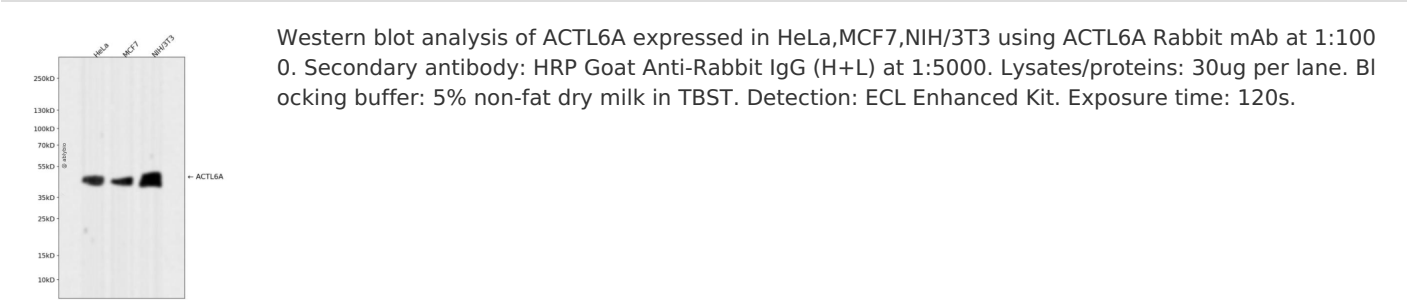 HeLa MCF7 NIH/3T3
250kD
130kD
100kD
70kD
55kD
35kD
25kD
15kD
10kD
@ abbybio
← ACTL6A
Western blot analysis of ACTL6A expressed in HeLa,MCF7,NIH/3T3 using ACTL6A Rabbit mAb at 1:100
0. Secondary antibody: HRP Goat Anti-Rabbit IgG (H+L) at 1:5000. Lysates/proteins: 30ug per lane. Bl
ocking buffer: 5% non-fat dry milk in TBST. Detection: ECL Enhanced Kit. Exposure time: 120s.